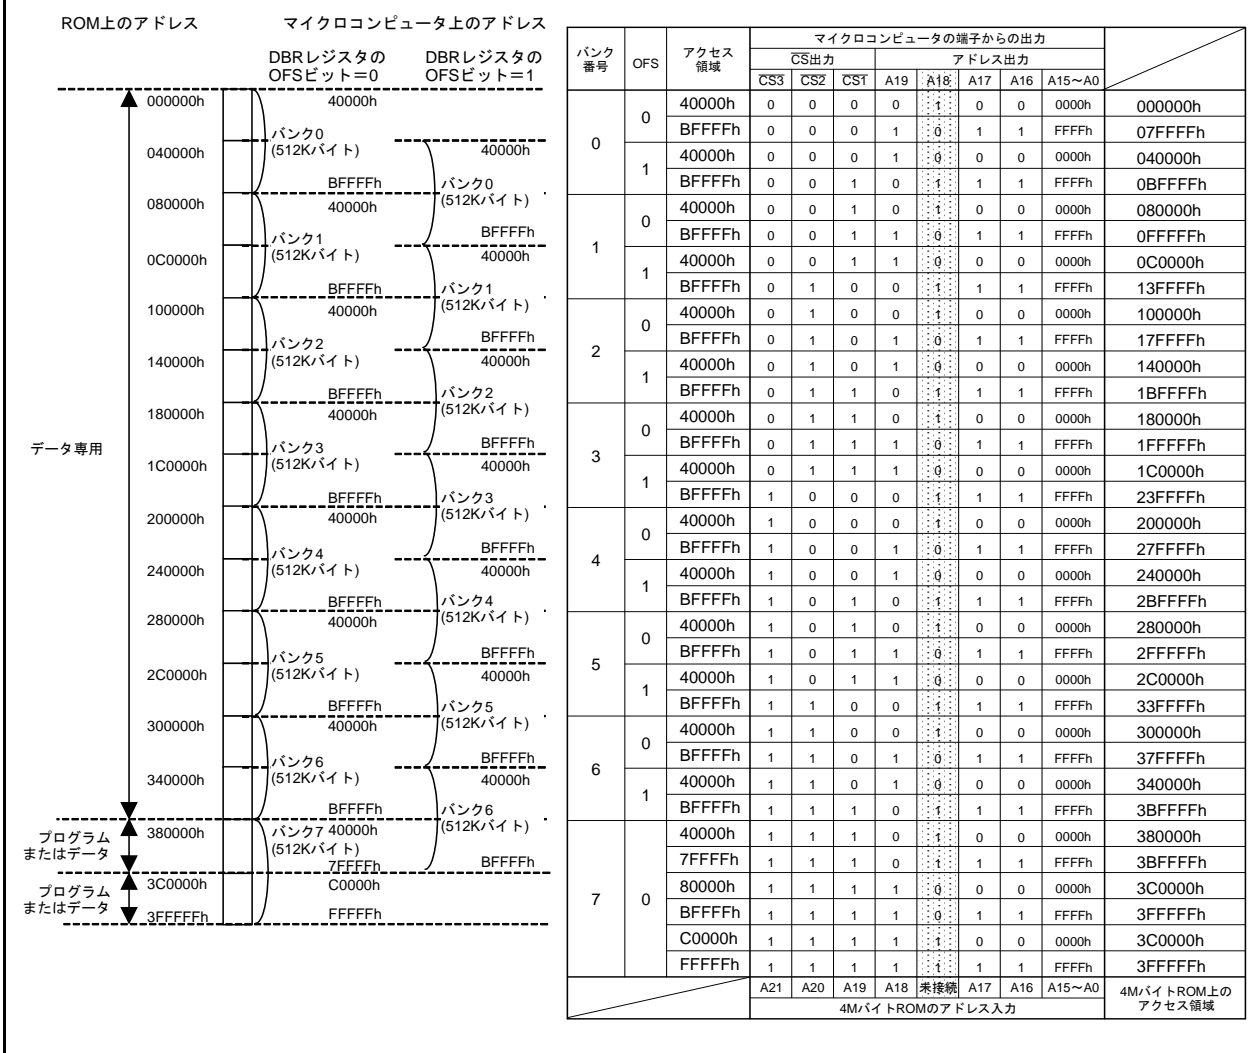 ROM上のアドレス
マイクロコンピュータ上のアドレス
DBRレジスタの
OFSビット=0
DBRレジスタの
OFSビット=1
000000h 40000h
バンク0
(512Kバイト)
040000h 40000h
BFFFFh バンク0
080000h 40000h (512Kバイト)
バンク1 BFFFFh
(512Kバイト)
0C0000h 40000h
BFFFFh バンク1
100000h 40000h (512Kバイト)
バンク2 BFFFFh
(512Kバイト)
140000h 40000h
BFFFFh バンク2
180000h 40000h (512Kバイト)
データ専用
バンク3 BFFFFh
(512Kバイト)
1C0000h 40000h
BFFFFh バンク3
200000h 40000h (512Kバイト)
バンク4 BFFFFh
(512Kバイト)
240000h 40000h
BFFFFh バンク4
280000h 40000h (512Kバイト)
バンク5 BFFFFh
(512Kバイト)
2C0000h 40000h
BFFFFh バンク5
300000h 40000h (512Kバイト)
バンク6 BFFFFh
(512Kバイト)
340000h 40000h
BFFFFh バンク6
(512Kバイト)
プログラム
またはデータ
380000h バンク7 40000h
(512Kバイト)
7FFFFh BFFFFh
プログラム
またはデータ
3C0000h C0000h
3FFFFFh FFFFFh
バンク
番号
OFS
アクセス
領域
マイクロコンピュータの端子からの出力
CS出力 アドレス出力
CS3 CS2 CS1 A19 A18 A17 A16 A15~A0
0 0 40000h 0 0 0 0 1 0 0 0000h 000000h
BFFFFh 0 0 0 1 0 1 1 FFFFh 07FFFFh
1 40000h 0 0 0 1 0 0 0 0000h 040000h
BFFFFh 0 0 1 0 1 1 1 FFFFh 0BFFFFh
1 0 40000h 0 0 1 0 1 0 0 0000h 080000h
BFFFFh 0 0 1 1 0 1 1 FFFFh 0FFFFFh
1 40000h 0 0 1 1 0 0 0 0000h 0C0000h
BFFFFh 0 1 0 0 1 1 1 FFFFh 13FFFFh
2 0 40000h 0 1 0 0 1 0 0 0000h 100000h
BFFFFh 0 1 0 1 0 1 1 FFFFh 17FFFFh
1 40000h 0 1 0 1 0 0 0 0000h 140000h
BFFFFh 0 1 1 0 1 1 1 FFFFh 1BFFFFh
3 0 40000h 0 1 1 0 1 0 0 0000h 180000h
BFFFFh 0 1 1 1 0 1 1 FFFFh 1FFFFFh
1 40000h 0 1 1 1 0 0 0 0000h 1C0000h
BFFFFh 1 0 0 0 1 1 1 FFFFh 23FFFFh
4 0 40000h 1 0 0 0 1 0 0 0000h 200000h
BFFFFh 1 0 0 1 0 1 1 FFFFh 27FFFFh
1 40000h 1 0 0 1 0 0 0 0000h 240000h
BFFFFh 1 0 1 0 1 1 1 FFFFh 2BFFFFh
5 0 40000h 1 0 1 0 1 0 0 0000h 280000h
BFFFFh 1 0 1 1 0 1 1 FFFFh 2FFFFFh
1 40000h 1 0 1 1 0 0 0 0000h 2C0000h
BFFFFh 1 1 0 0 1 1 1 FFFFh 33FFFFh
6 0 40000h 1 1 0 0 1 0 0 0000h 300000h
BFFFFh 1 1 0 1 0 1 1 FFFFh 37FFFFh
1 40000h 1 1 0 1 0 0 0 0000h 340000h
BFFFFh 1 1 1 0 1 1 1 FFFFh 3BFFFFh
7 0 40000h 1 1 1 0 1 0 0 0000h 380000h
7FFFFh 1 1 1 0 1 1 1 FFFFh 3BFFFFh
80000h 1 1 1 1 0 0 0 0000h 3C0000h
BFFFFh 1 1 1 1 0 1 1 FFFFh 3FFFFFh
C0000h 1 1 1 1 1 0 0 0000h 3C0000h
FFFFFh 1 1 1 1 1 1 1 FFFFh 3FFFFFh
A21 A20 A19 A18 未接続 A17 A16 A15~A0
4MバイトROMのアドレス入力
4MバイトROM上の
アクセス領域